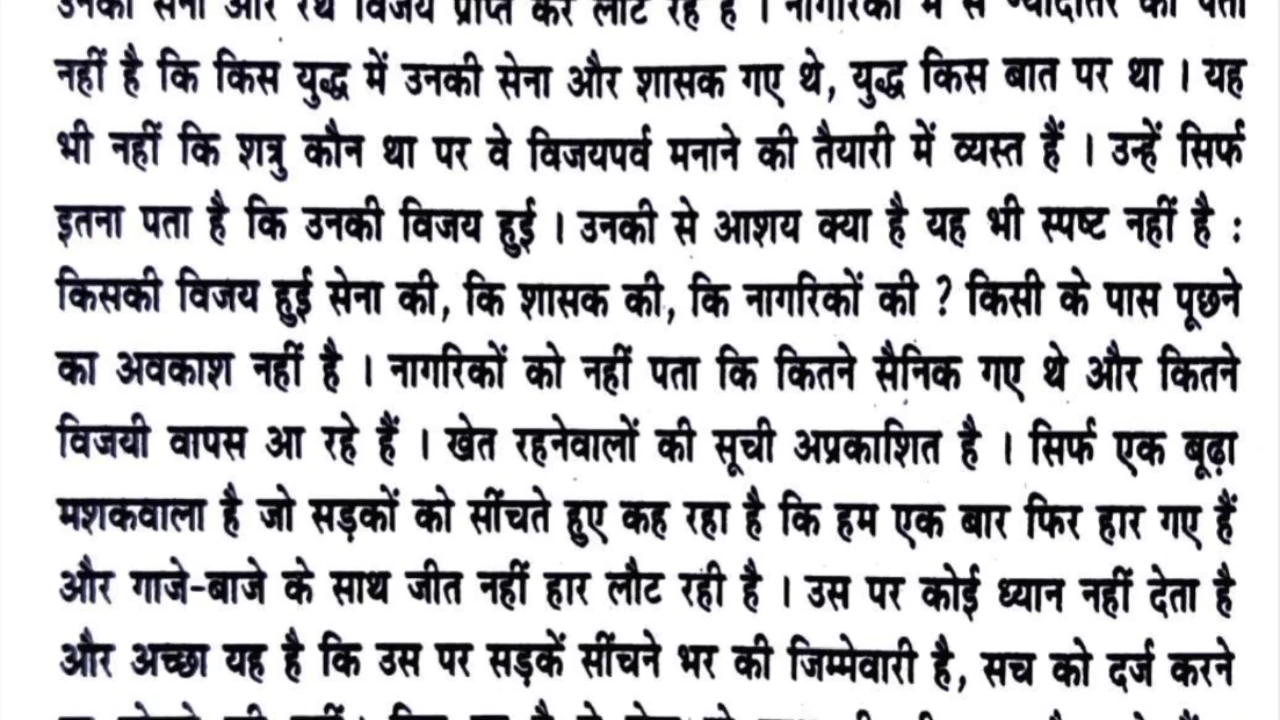 उनकी सेना और रथ विजय प्राप्त कर लौट रहे हैं । नागरिकों में से ज्यादातर को पता
नहीं है कि किस युद्ध में उनकी सेना और शासक गए थे, युद्ध किस बात पर था । यह
भी नहीं कि शत्रु कौन था पर वे विजयपर्व मनाने की तैयारी में व्यस्त हैं । उन्हें सिर्फ
इतना पता है कि उनकी विजय हुई । उनकी से आशय क्या है यह भी स्पष्ट नहीं है :
किसकी विजय हुई सेना की, कि शासक की, कि नागरिकों की ? किसी के पास पूछने
का अवकाश नहीं है । नागरिकों को नहीं पता कि कितने सैनिक गए थे और कितने
विजयी वापस आ रहे हैं । खेत रहनेवालों की सूची अप्रकाशित है । सिर्फ एक बूढ़ा
मशकवाला है जो सड़कों को सींचते हुए कह रहा है कि हम एक बार फिर हार गए हैं
और गाजे-बाजे के साथ जीत नहीं हार लौट रही है । उस पर कोई ध्यान नहीं देता है
और अच्छा यह है कि उस पर सड़कें सींचने भर की जिम्मेवारी है, सच को दर्ज करने